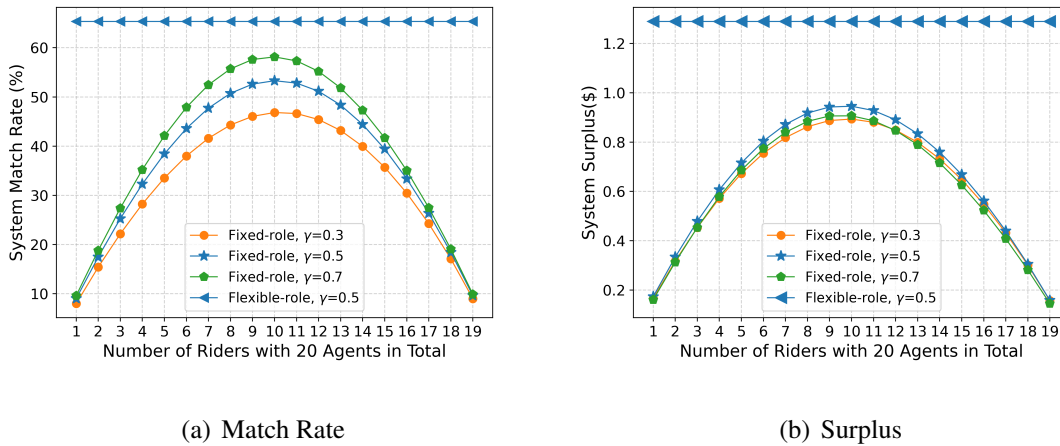 System Match Rate (%)
60
50
40
30
20
10
Fixed-role, γ=0.3
Fixed-role, γ=0.5
Fixed-role, γ=0.7
Flexible-role, γ=0.5
1 2 3 4 5 6 7 8 9 10 11 12 13 14 15 16 17 18 19
Number of Riders with 20 Agents in Total
(a) Match Rate
System Surplus($)
1.2
1.0
0.8
0.6
0.4
0.2
Fixed-role, γ=0.3
Fixed-role, γ=0.5
Fixed-role, γ=0.7
Flexible-role, γ=0.5
1 2 3 4 5 6 7 8 9 10 11 12 13 14 15 16 17 18 19
Number of Riders with 20 Agents in Total
(b) Surplus